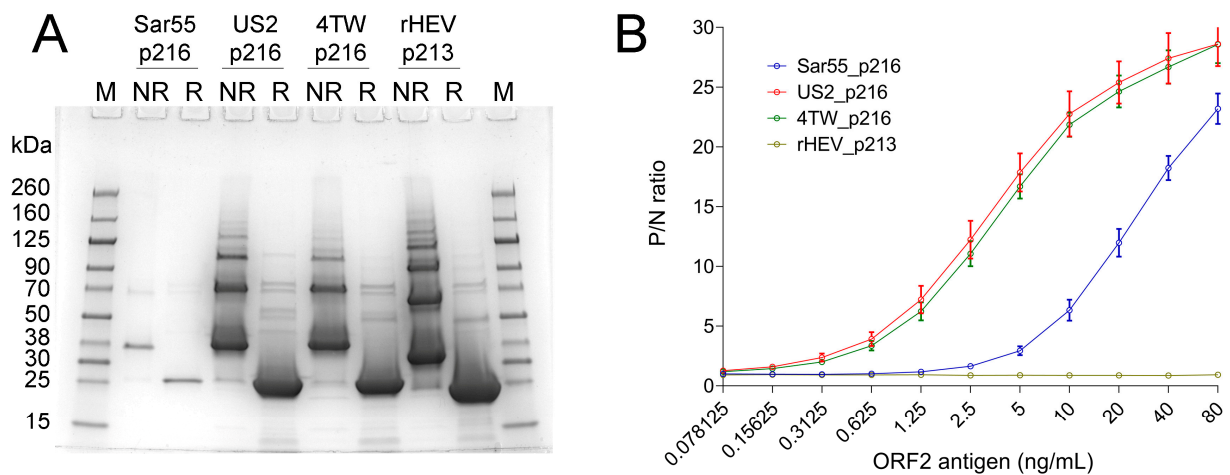 A
Sar55 US2 4TW rHEV
p216 p216 p216 p213
M NR R NR R NR R NR R M
kDa
260
160
125
90
70
50
38
30
25
15
B
30
25
20
15
10
5
0
P/N ratio
Sar55_p216
US2_p216
4TW_p216
rHEV_p213
0.078125 0.15625 0.3125 0.625 1.25 2.5 5 10 20 40 80
ORF2 antigen (ng/mL)